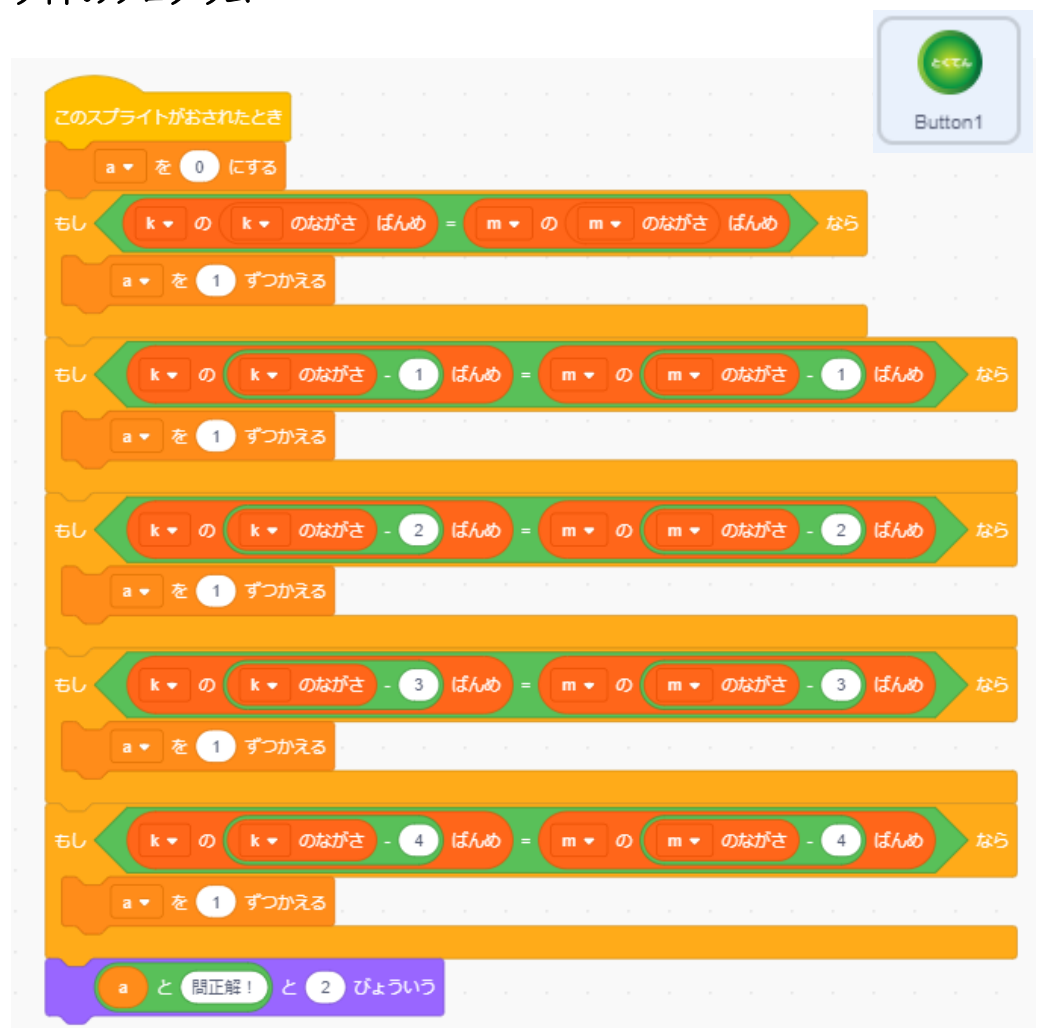 とくてん
Button1
このスプライトがおされたとき
a を 0 にする
もし k の k のながさ ばんめ = m の m のながさ ばんめ なら
a を 1 ずつかえる
もし k の k のながさ - 1 ばんめ = m の m のながさ - 1 ばんめ なら
a を 1 ずつかえる
もし k の k のながさ - 2 ばんめ = m の m のながさ - 2 ばんめ なら
a を 1 ずつかえる
もし k の k のながさ - 3 ばんめ = m の m のながさ - 3 ばんめ なら
a を 1 ずつかえる
もし k の k のながさ - 4 ばんめ = m の m のながさ - 4 ばんめ なら
a を 1 ずつかえる
a と 問正解！ と 2 びょういう